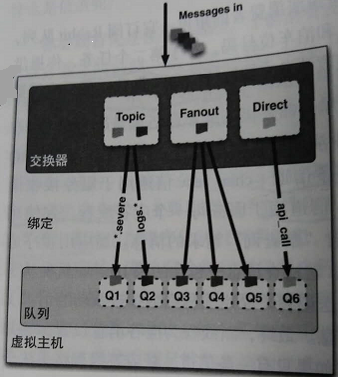 Messages in
Topic
Fanout
Direct
交换器
*.severe
logs.*
api_call
绑定
Q1
Q2
Q3
Q4
Q5
Q6
队列
虚拟主机